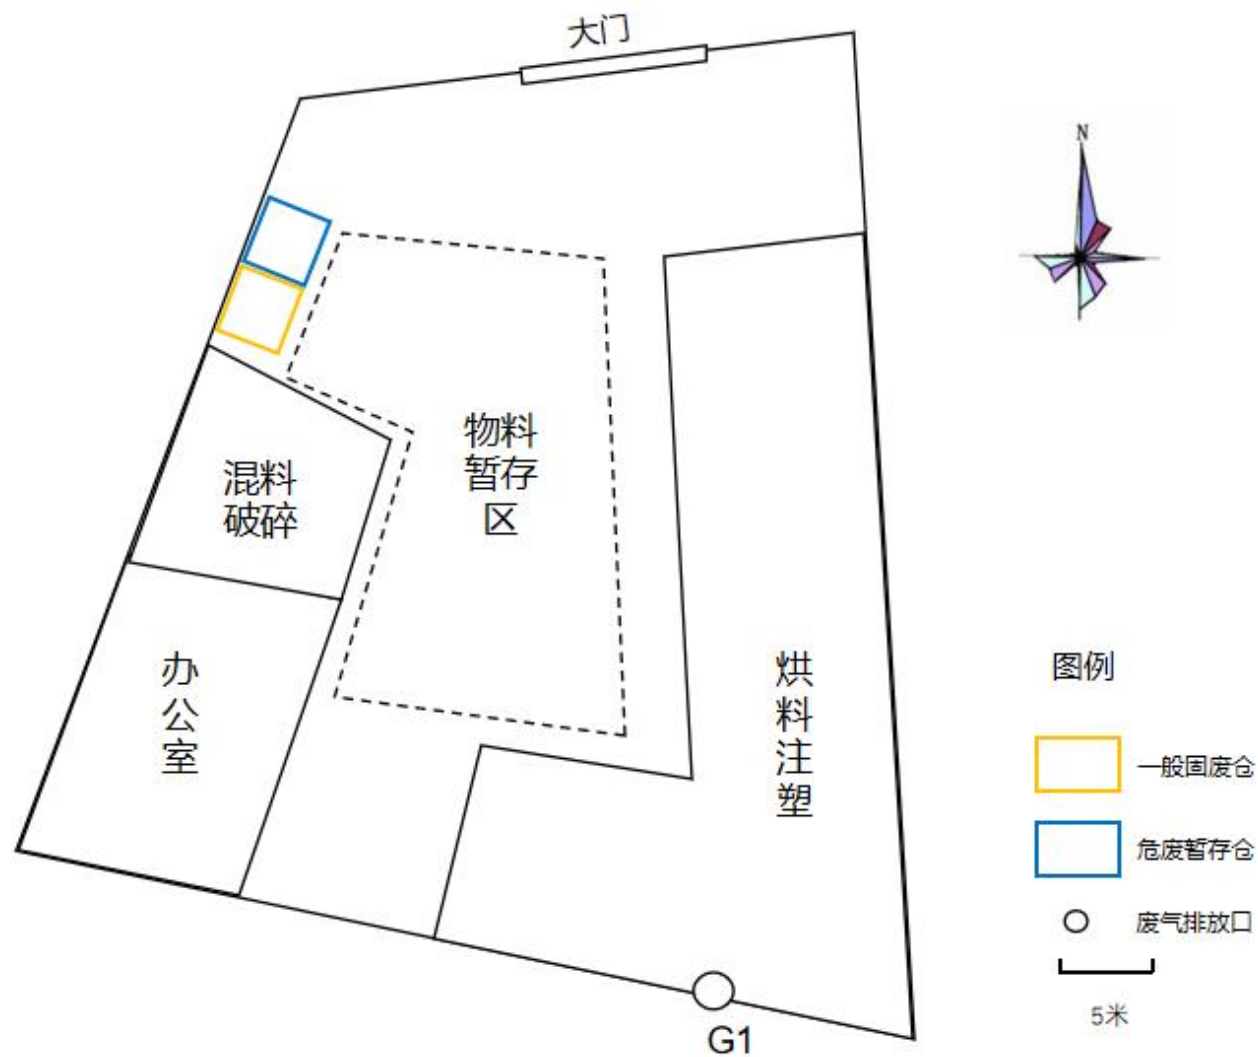 大门
N
物料
暂存
区
混料
破碎
办
公
室
烘
料
注
塑
图例
一般固废仓
危废暂存仓
废气排放口
5米
G1